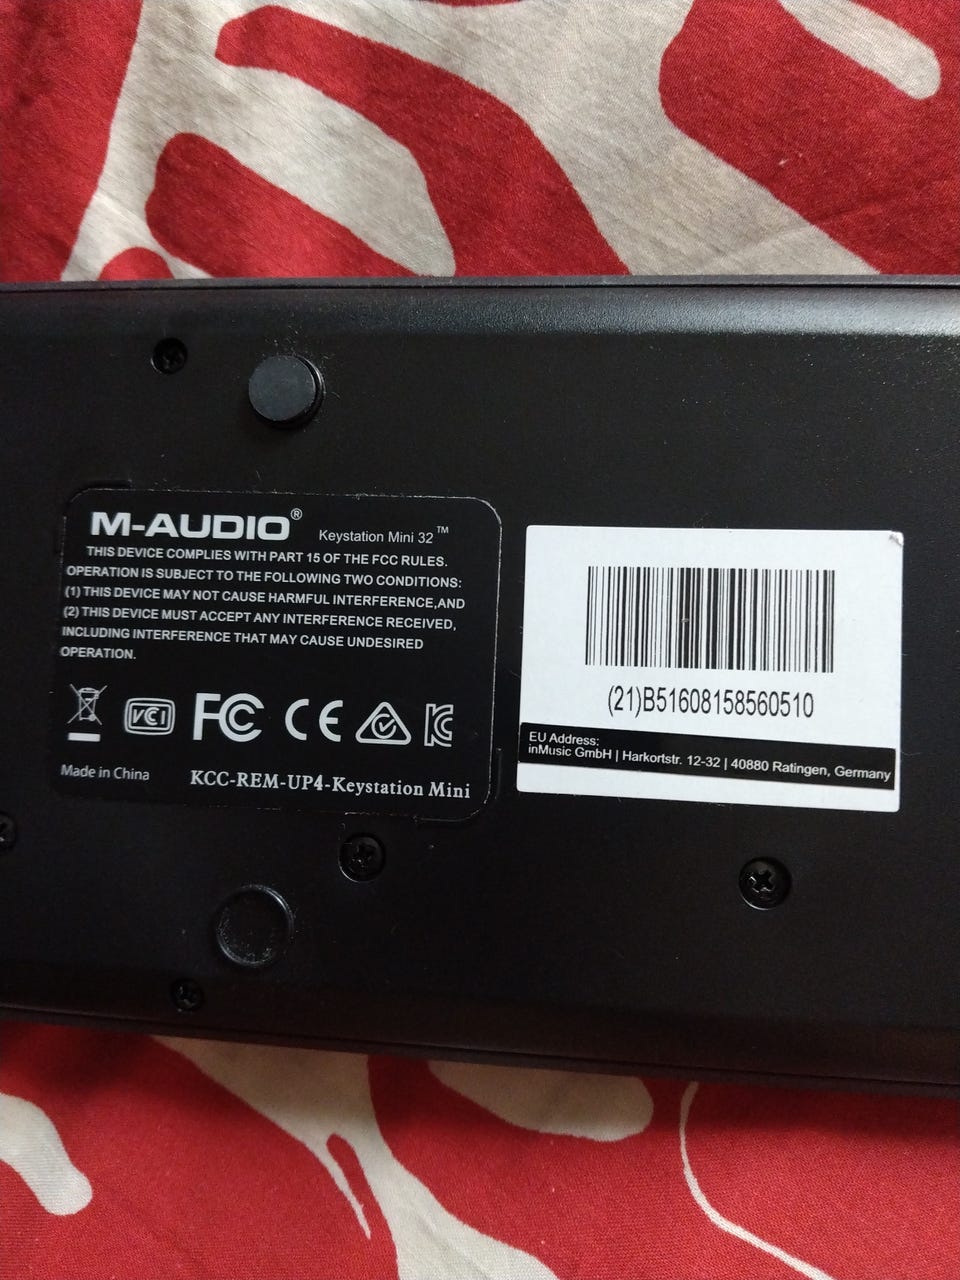 M-AUDIO® Keystation Mini 32™
THIS DEVICE COMPLIES WITH PART 15 OF THE FCC RULES.
OPERATION IS SUBJECT TO THE FOLLOWING TWO CONDITIONS:
(1) THIS DEVICE MAY NOT CAUSE HARMFUL INTERFERENCE,AND
(2) THIS DEVICE MUST ACCEPT ANY INTERFERENCE RECEIVED,
INCLUDING INTERFERENCE THAT MAY CAUSE UNDESIRED
OPERATION.
VCI FC CE
Made in China KCC-REM-UP4-Keystation Mini
(21)B51608158560510
EU Address:
inMusic GmbH | Harkortstr. 12-32 | 40880 Ratingen, Germany